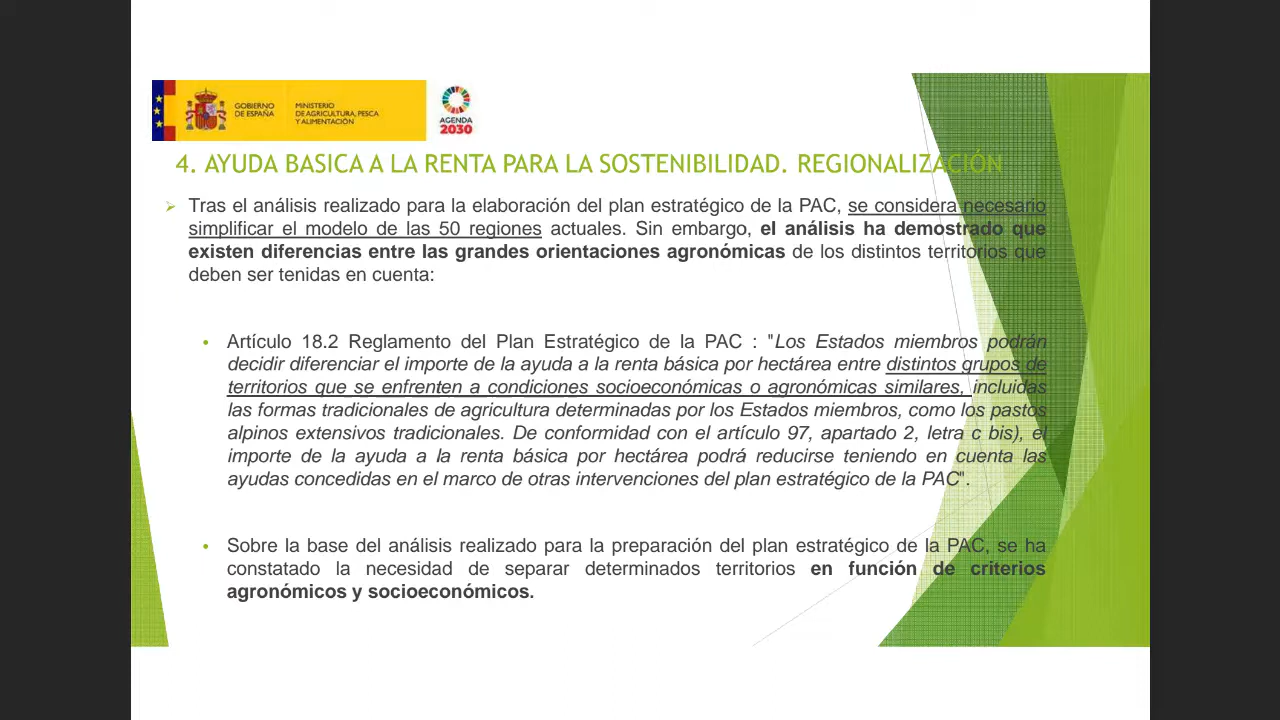 GOBIERNO
DE ESPAÑA
MINISTERIO
DE AGRICULTURA, PESCA
Y ALIMENTACIÓN
AGENDA
2030
4. AYUDA BASICA A LA RENTA PARA LA SOSTENIBILIDAD. REGIONALIZACIÓN
Tras el análisis realizado para la elaboración del plan estratégico de la PAC, se considera necesario
simplificar el modelo de las 50 regiones actuales. Sin embargo, el análisis ha demostrado que
existen diferencias entre las grandes orientaciones agronómicas de los distintos territorios que
deben ser tenidas en cuenta:
Artículo 18.2 Reglamento del Plan Estratégico de la PAC : "Los Estados miembros podrán
decidir diferenciar el importe de la ayuda a la renta básica por hectárea entre distintos grupos de
territorios que se enfrenten a condiciones socioeconómicas o agronómicas similares, incluidas
las formas tradicionales de agricultura determinadas por los Estados miembros, como los pastos
alpinos extensivos tradicionales. De conformidad con el artículo 97, apartado 2, letra c bis), el
importe de la ayuda a la renta básica por hectárea podrá reducirse teniendo en cuenta las
ayudas concedidas en el marco de otras intervenciones del plan estratégico de la PAC".
Sobre la base del análisis realizado para la preparación del plan estratégico de la PAC, se ha
constatado la necesidad de separar determinados territorios en función de criterios
agronómicos y socioeconómicos.